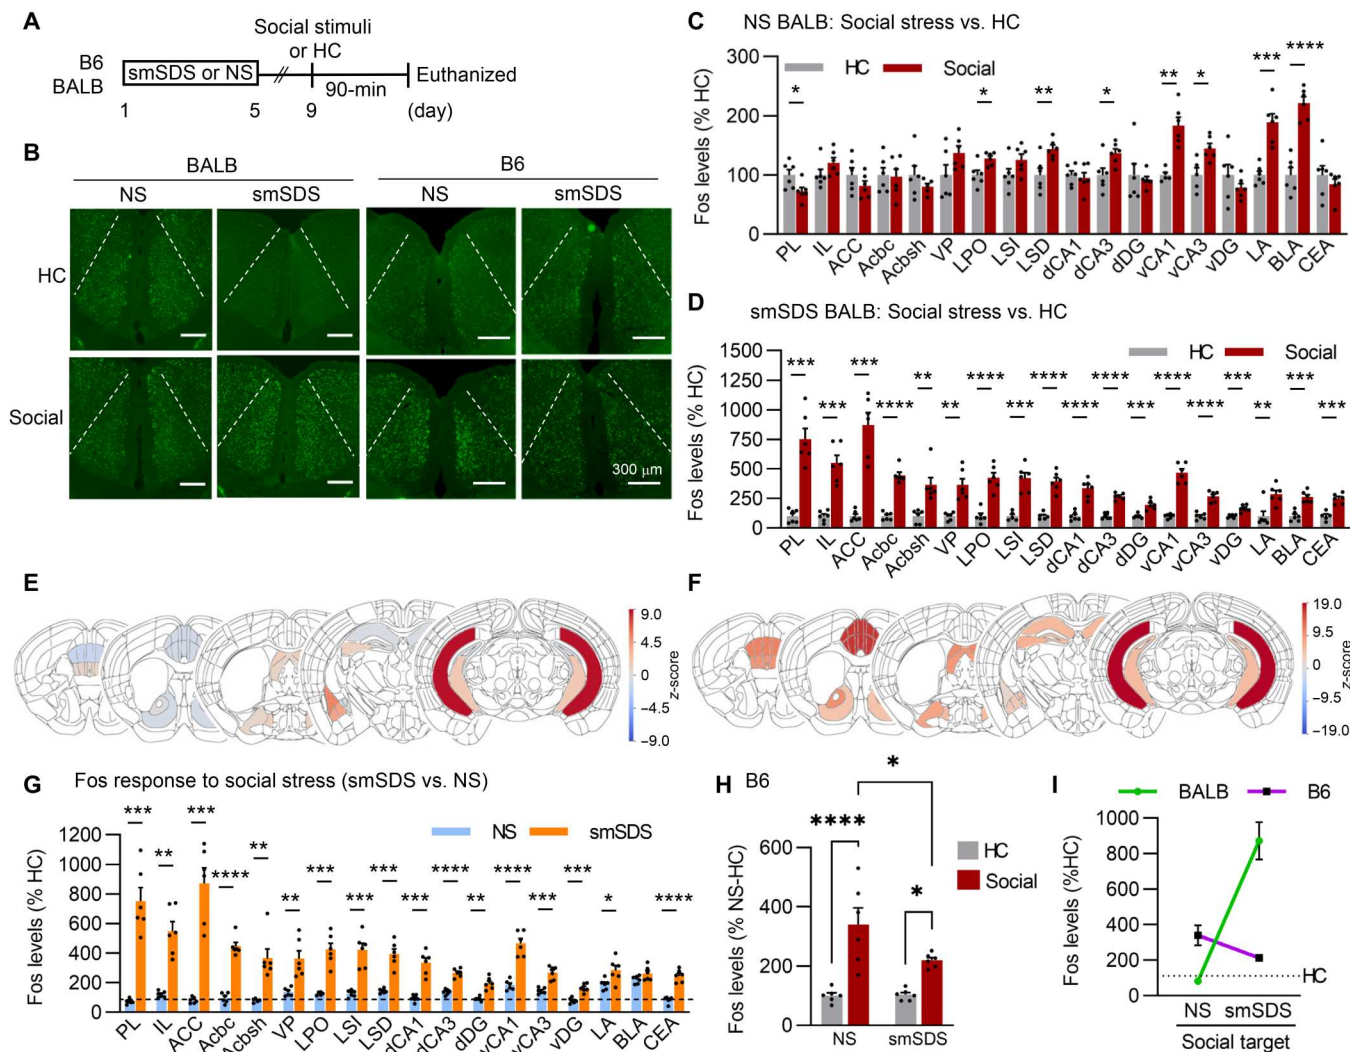 A
Social stimuli
or HC
B6
BALB
smSDS or NS
90-min
Euthanized
1
5
9
(day)
B
BALB
B6
NS
smSDS
NS
smSDS
HC
Social
300 µm
C
NS BALB: Social stress vs. HC
HC
Social
Fos levels (% HC)
300
200
100
0
*
*
**
*
**
*
***
****
PL
IL
ACC
Acbc
Acbsh
VP
LPO
LSI
LSD
dCA1
dCA3
dDG
vCA1
vCA3
vDG
LA
BLA
CEA
D
smSDS BALB: Social stress vs. HC
HC
Social
Fos levels (% HC)
1500
1250
1000
750
500
250
0
***
***
***
****
**
**
****
***
****
****
****
***
****
****
***
**
***
***
PL
IL
ACC
Acbc
Acbsh
VP
LPO
LSI
LSD
dCA1
dCA3
dDG
vCA1
vCA3
vDG
LA
BLA
CEA
E
9.0
4.5
0
−4.5
−9.0
z-score
F
19.0
9.5
0
−9.5
−19.0
z-score
G
Fos response to social stress (smSDS vs. NS)
NS
smSDS
Fos levels (% HC)
1200
1000
800
600
400
200
0
***
**
***
****
**
**
***
***
***
***
****
**
****
***
***
*
****
PL
IL
ACC
Acbc
Acbsh
VP
LPO
LSI
LSD
dCA1
dCA3
dDG
vCA1
vCA3
vDG
LA
BLA
CEA
H
B6
*
****
*
HC
Social
Fos levels (% NS-HC)
600
400
200
0
NS
smSDS
I
BALB
B6
Fos levels (%HC)
1000
800
600
400
200
0
HC
NS
smSDS
Social target